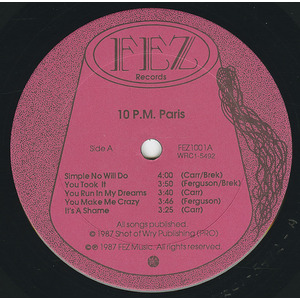 FEZ
Records
10 P.M. Paris
Side A
FEZ1001A
WRC1-5492
Simple No Will Do 4:00 (Carr/Brek)
You Took It 3:50 (Ferguson/Brek)
You Run In My Dreams 3:40 (Carr)
You Make Me Crazy 3:46 (Ferguson)
It's A Shame 3:25 (Carr)
All songs published
© 1987 Shot of Wry Publishing (PRO)
©℗ 1987 FEZ Music. All rights reserved.